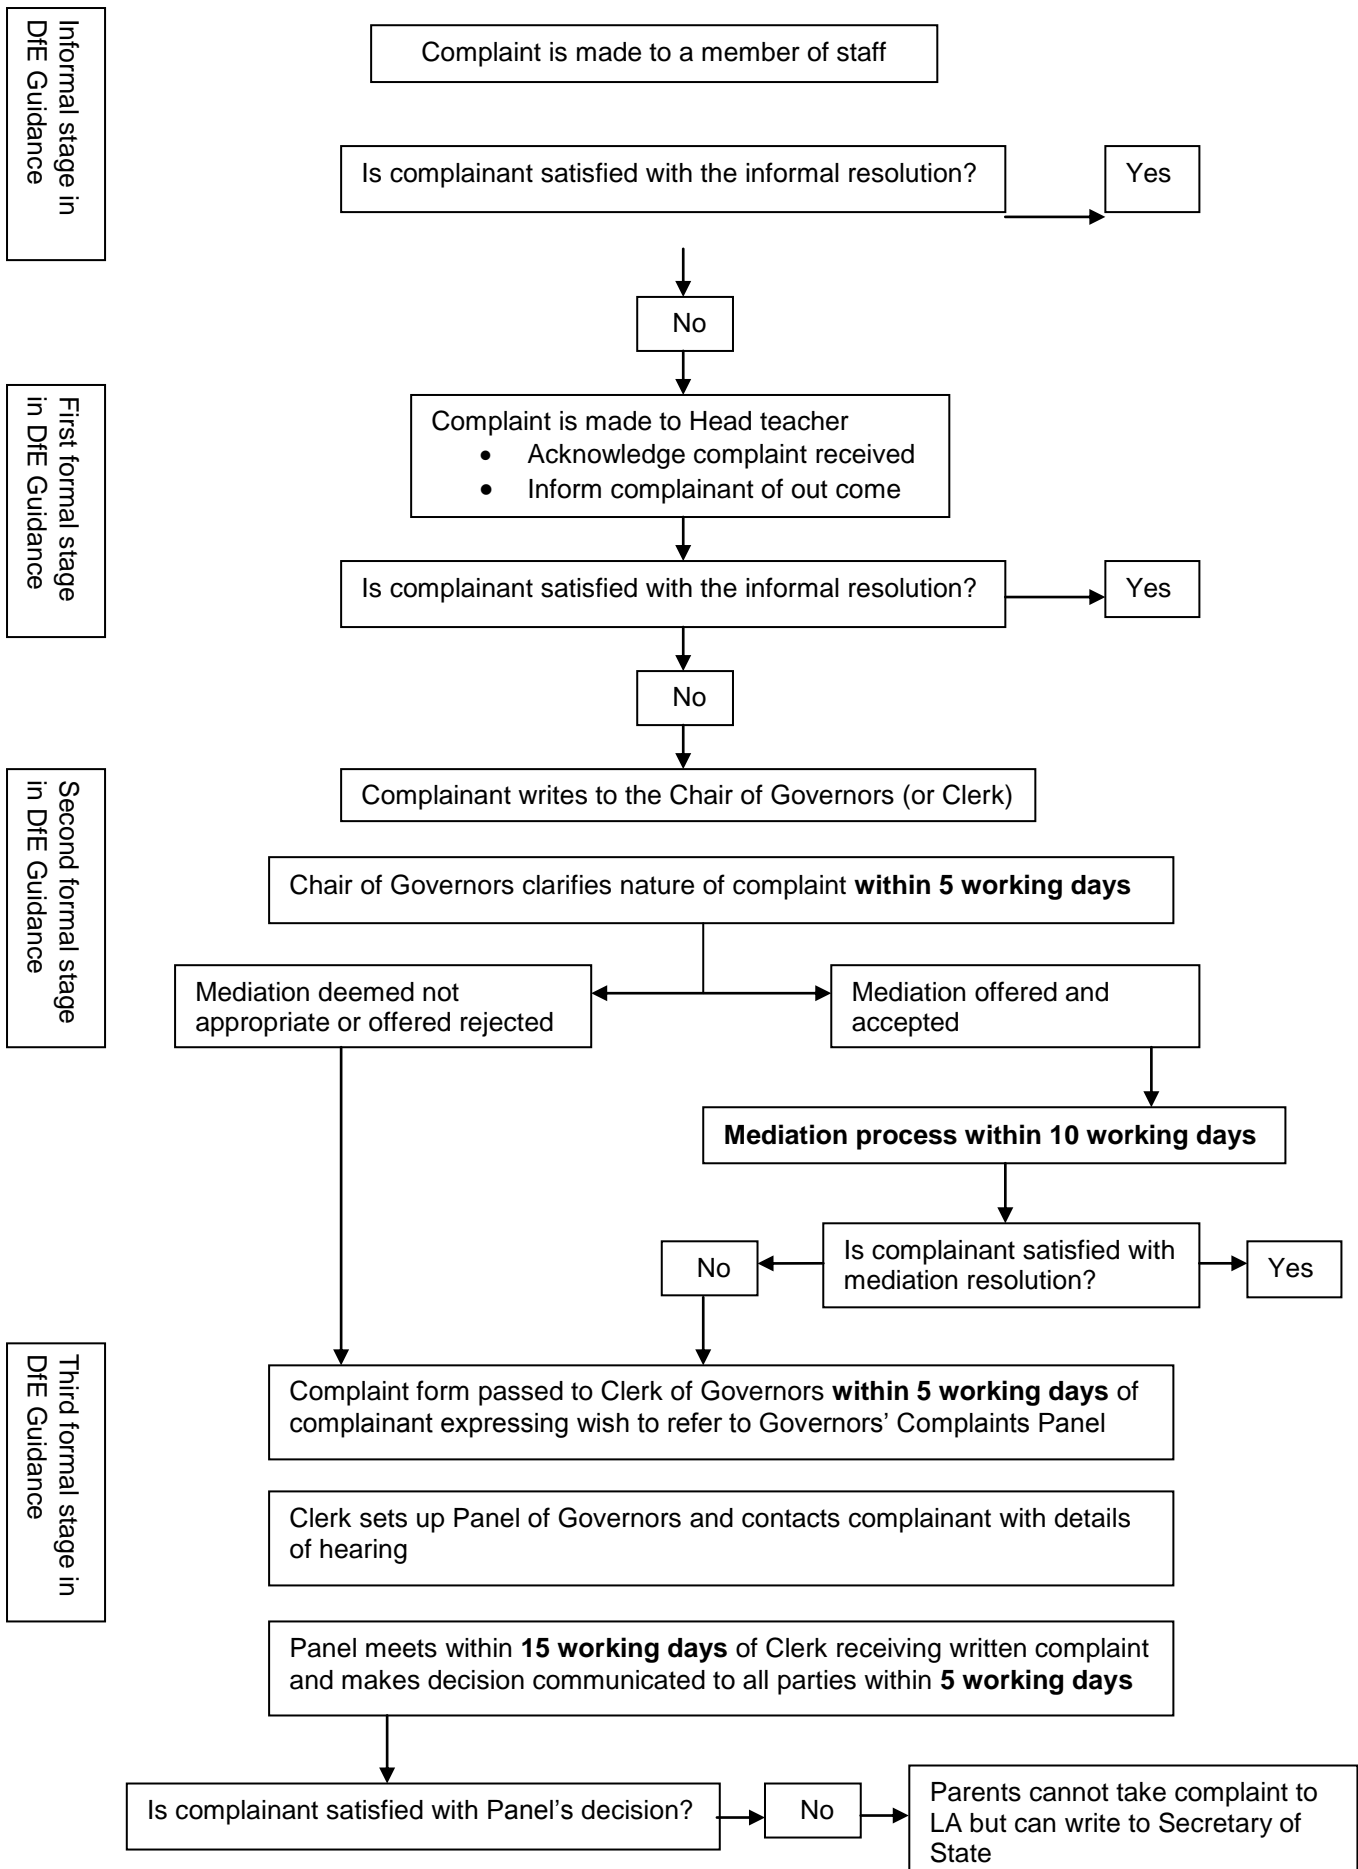 Informal stage in
DfE Guidance
Complaint is made to a member of staff
Is complainant satisfied with the informal resolution?
Yes
No
First formal stage
in DfE Guidance
Complaint is made to Head teacher
• Acknowledge complaint received
• Inform complainant of out come
Is complainant satisfied with the informal resolution?
Yes
No
Second formal stage
in DfE Guidance
Complainant writes to the Chair of Governors (or Clerk)
Chair of Governors clarifies nature of complaint within 5 working days
Mediation deemed not
appropriate or offered rejected
Mediation offered and
accepted
Mediation process within 10 working days
Is complainant satisfied with
mediation resolution?
No
Yes
Third formal stage in
DfE Guidance
Complaint form passed to Clerk of Governors within 5 working days of
complainant expressing wish to refer to Governors’ Complaints Panel
Clerk sets up Panel of Governors and contacts complainant with details
of hearing
Panel meets within 15 working days of Clerk receiving written complaint
and makes decision communicated to all parties within 5 working days
Is complainant satisfied with Panel’s decision?
No
Parents cannot take complaint to
LA but can write to Secretary of
State